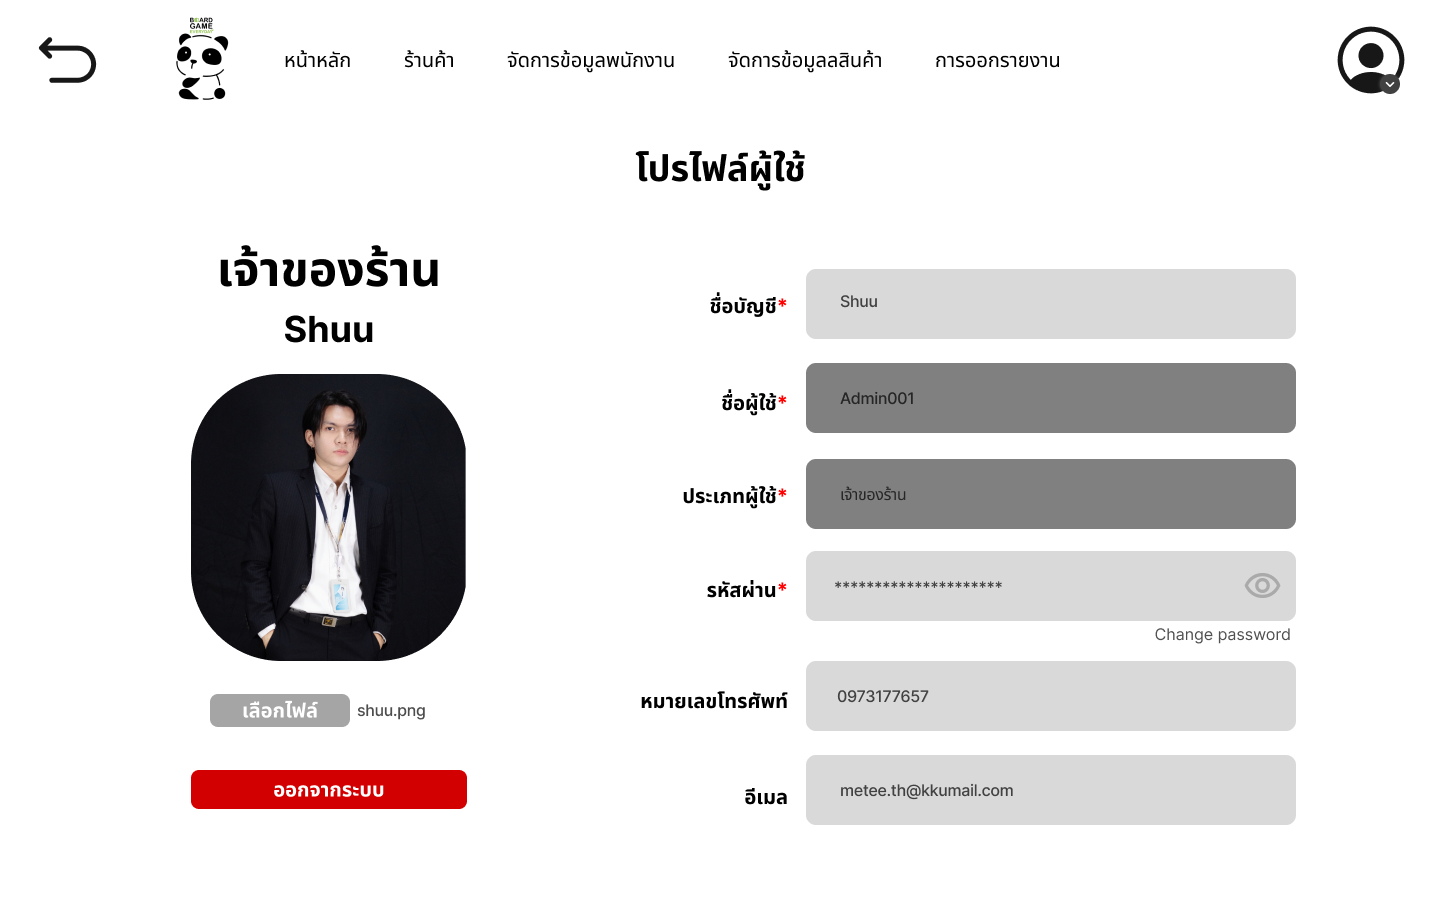 BOARD
GAME
EVERYDAY
หน้าหลัก
ร้านค้า
จัดการข้อมูลพนักงาน
จัดการข้อมูลลสินค้า
การออกรายงาน
โปรไฟล์ผู้ใช้
เจ้าของร้าน
Shuu
เลือกไฟล์ shuu.png
ออกจากระบบ
ชื่อบัญชี* Shuu
ชื่อผู้ใช้* Admin001
ประเภทผู้ใช้* เจ้าของร้าน
รหัสผ่าน* *********************
Change password
หมายเลขโทรศัพท์ 0973177657
อีเมล metee.th@kkumail.com